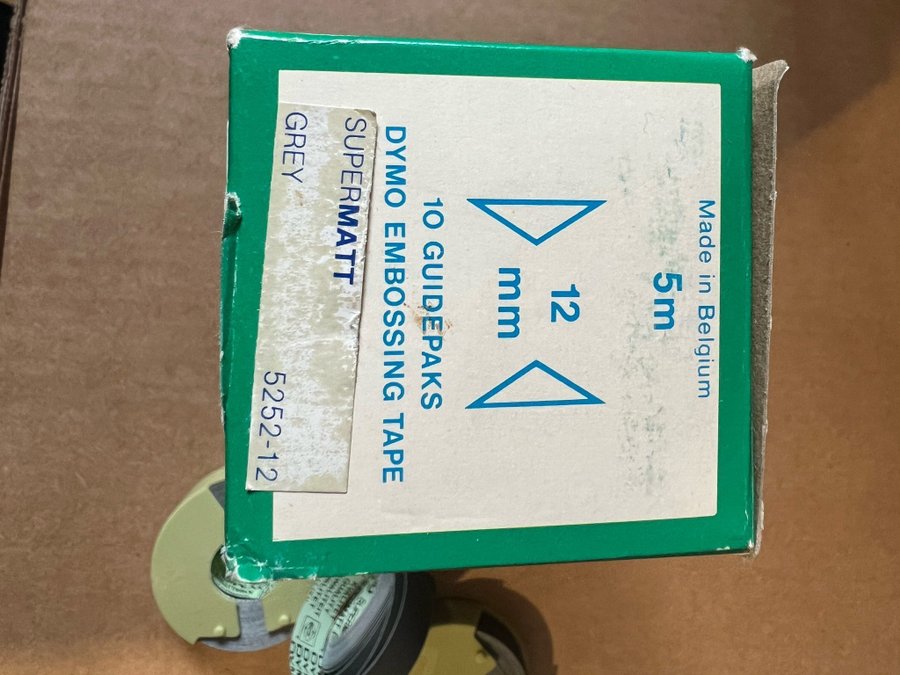 Made in Belgium
5m
12
mm
10 GUIDEPAKS
DYMO EMBOSSING TAPE
SUPERMATT
GREY 5252-12